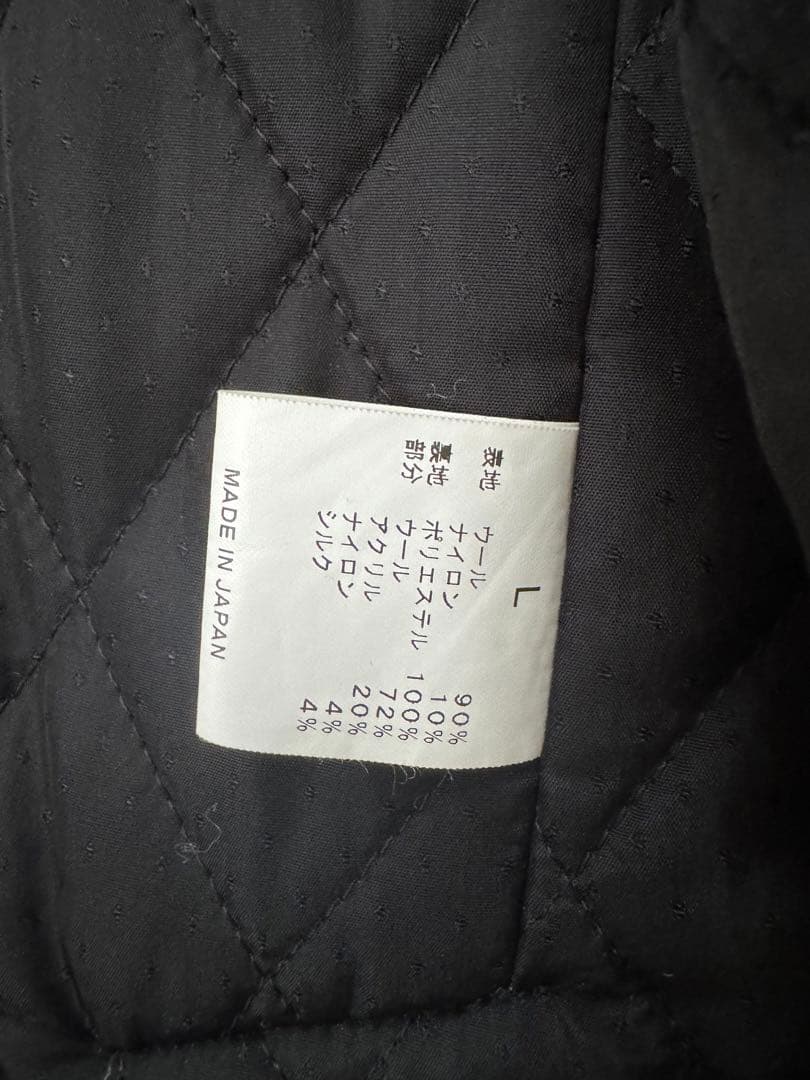 L
表地 ウール 90%
ナイロン 10%
裏地 ポリエステル 100%
部分 ウール 72%
アクリル 20%
ナイロン 4%
シルク 4%
MADE IN JAPAN